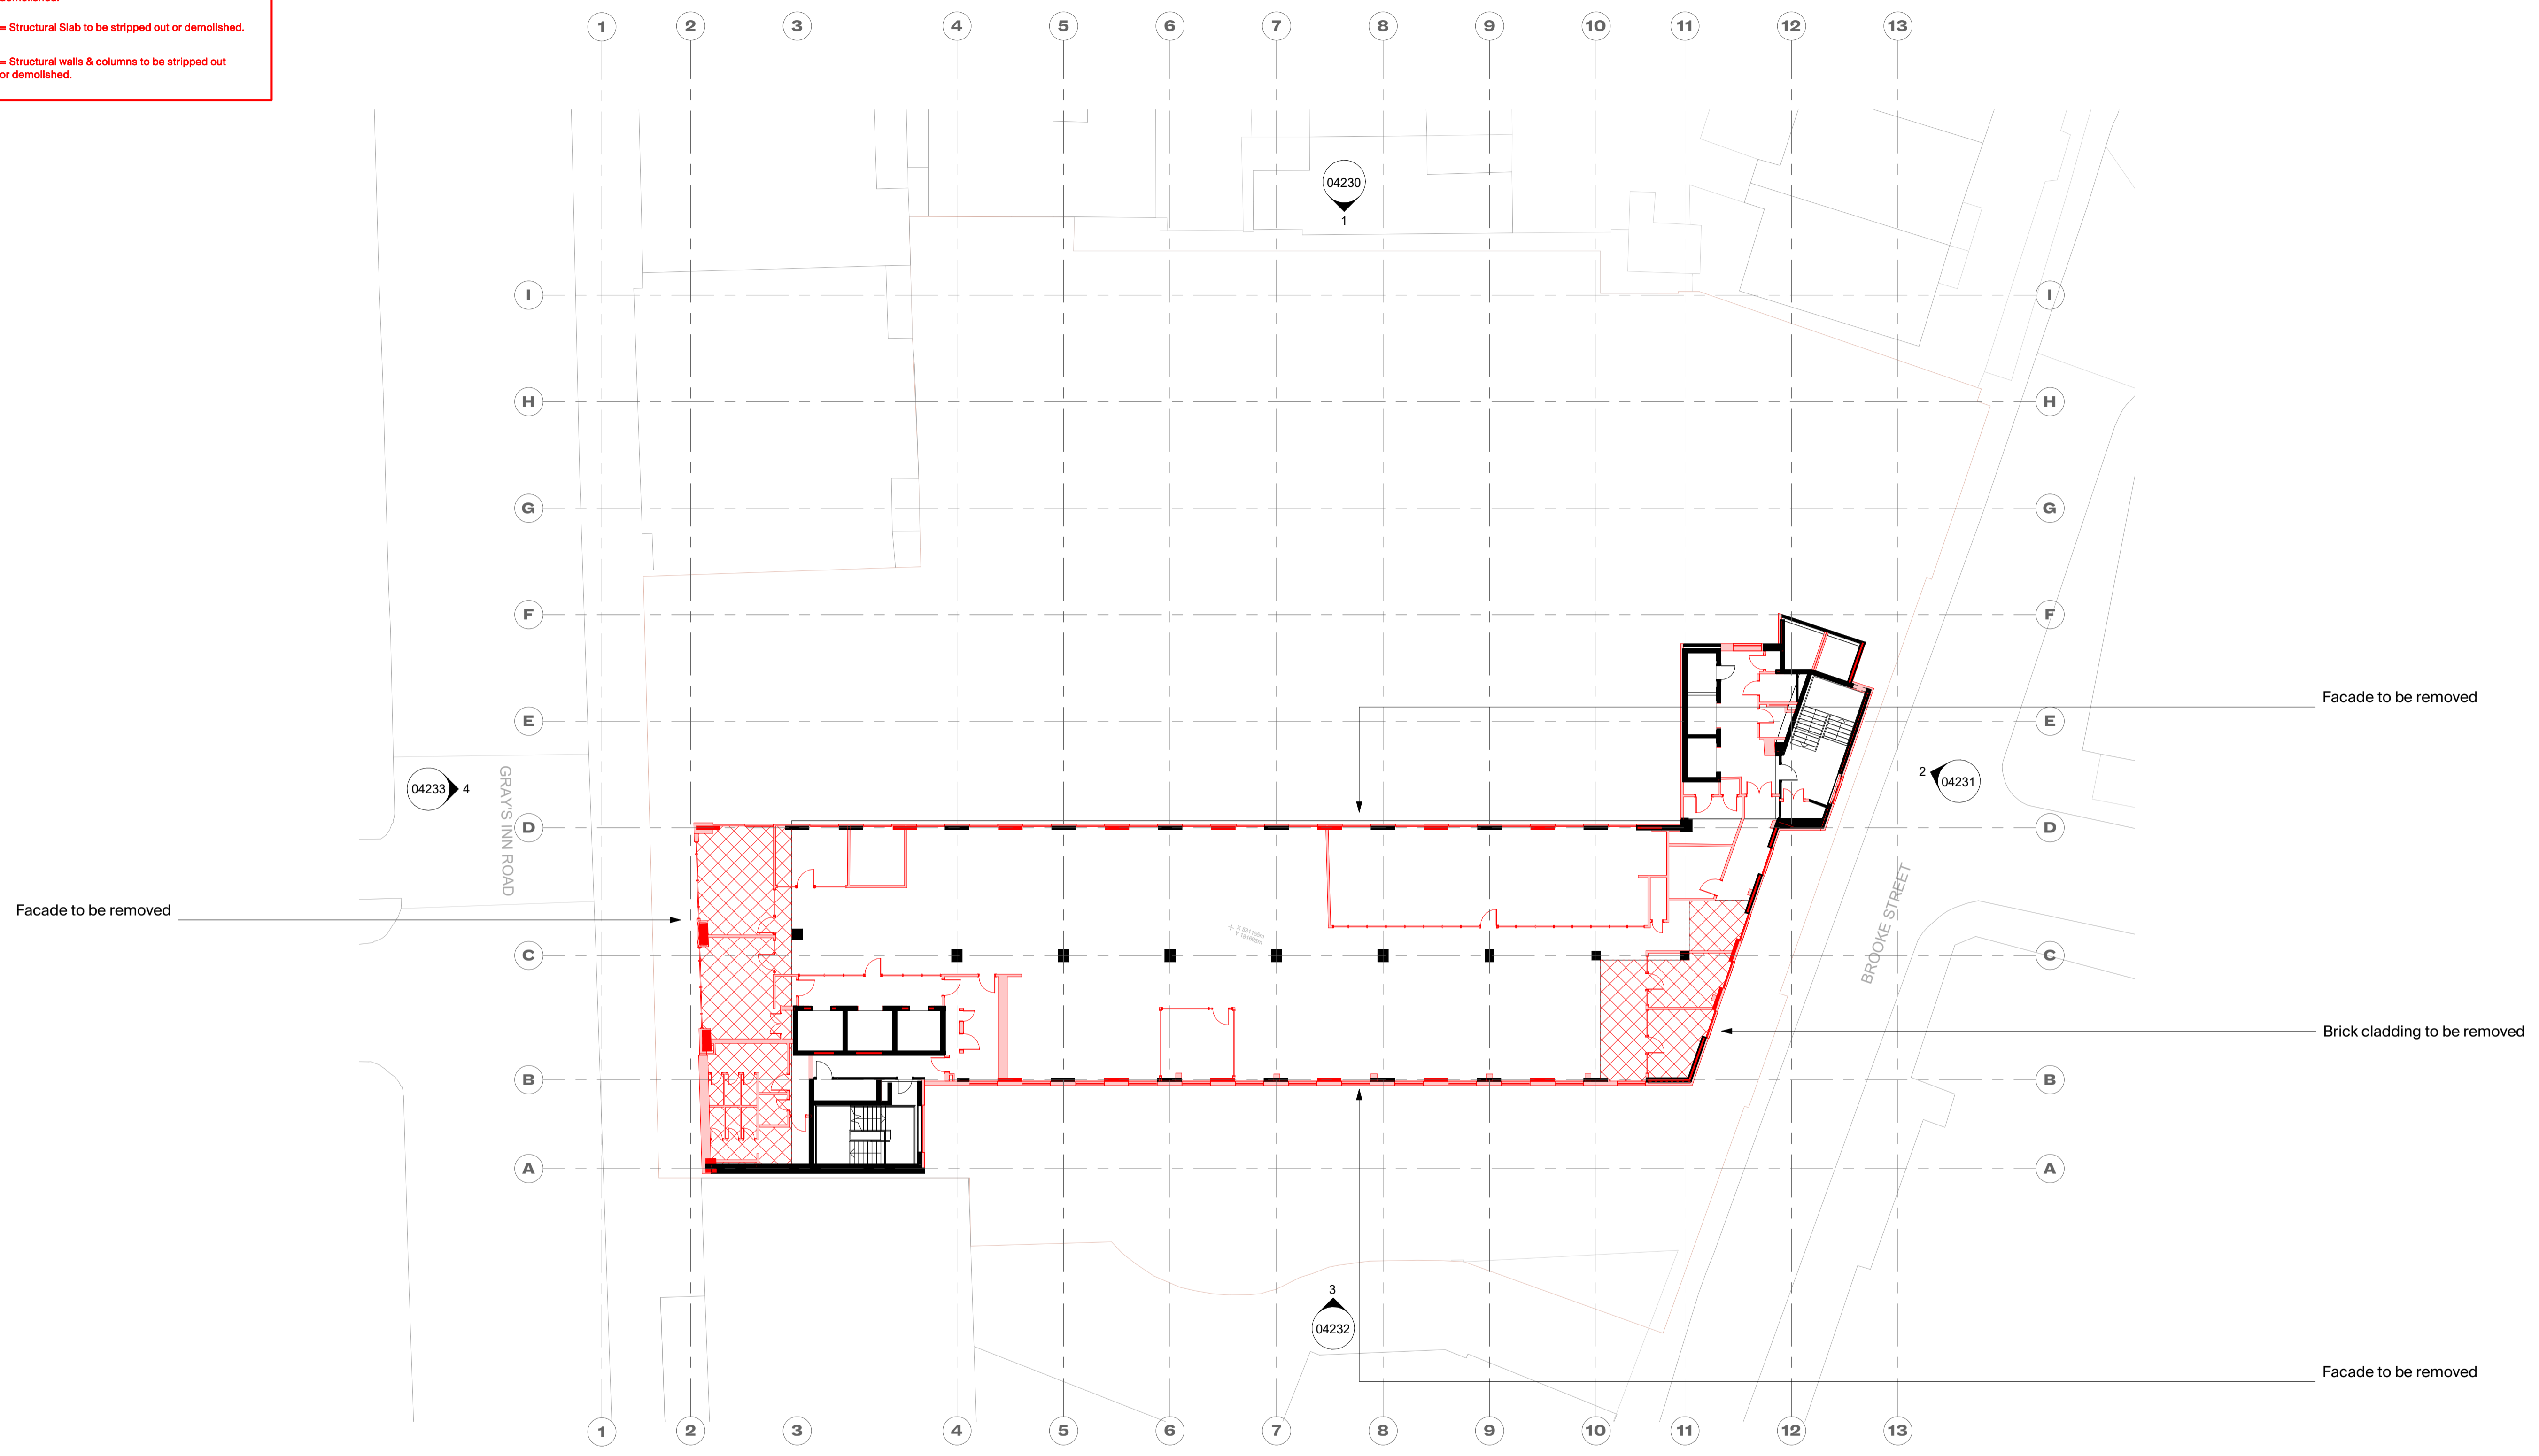 demolished.
= Structural Slab to be stripped out or demolished.
= Structural walls & columns to be stripped out
or demolished.
1 2 3 4 5 6 7 8 9 10 11 12 13
04230
1
I I
H H
G G
F F
Facade to be removed
E E
04233 4
GRAY'S INN ROAD
2 04231
D D
BROOKE STREET
Facade to be removed
C C
Brick cladding to be removed
B B
A A
3
04232
Facade to be removed
1 2 3 4 5 6 7 8 9 10 11 12 13